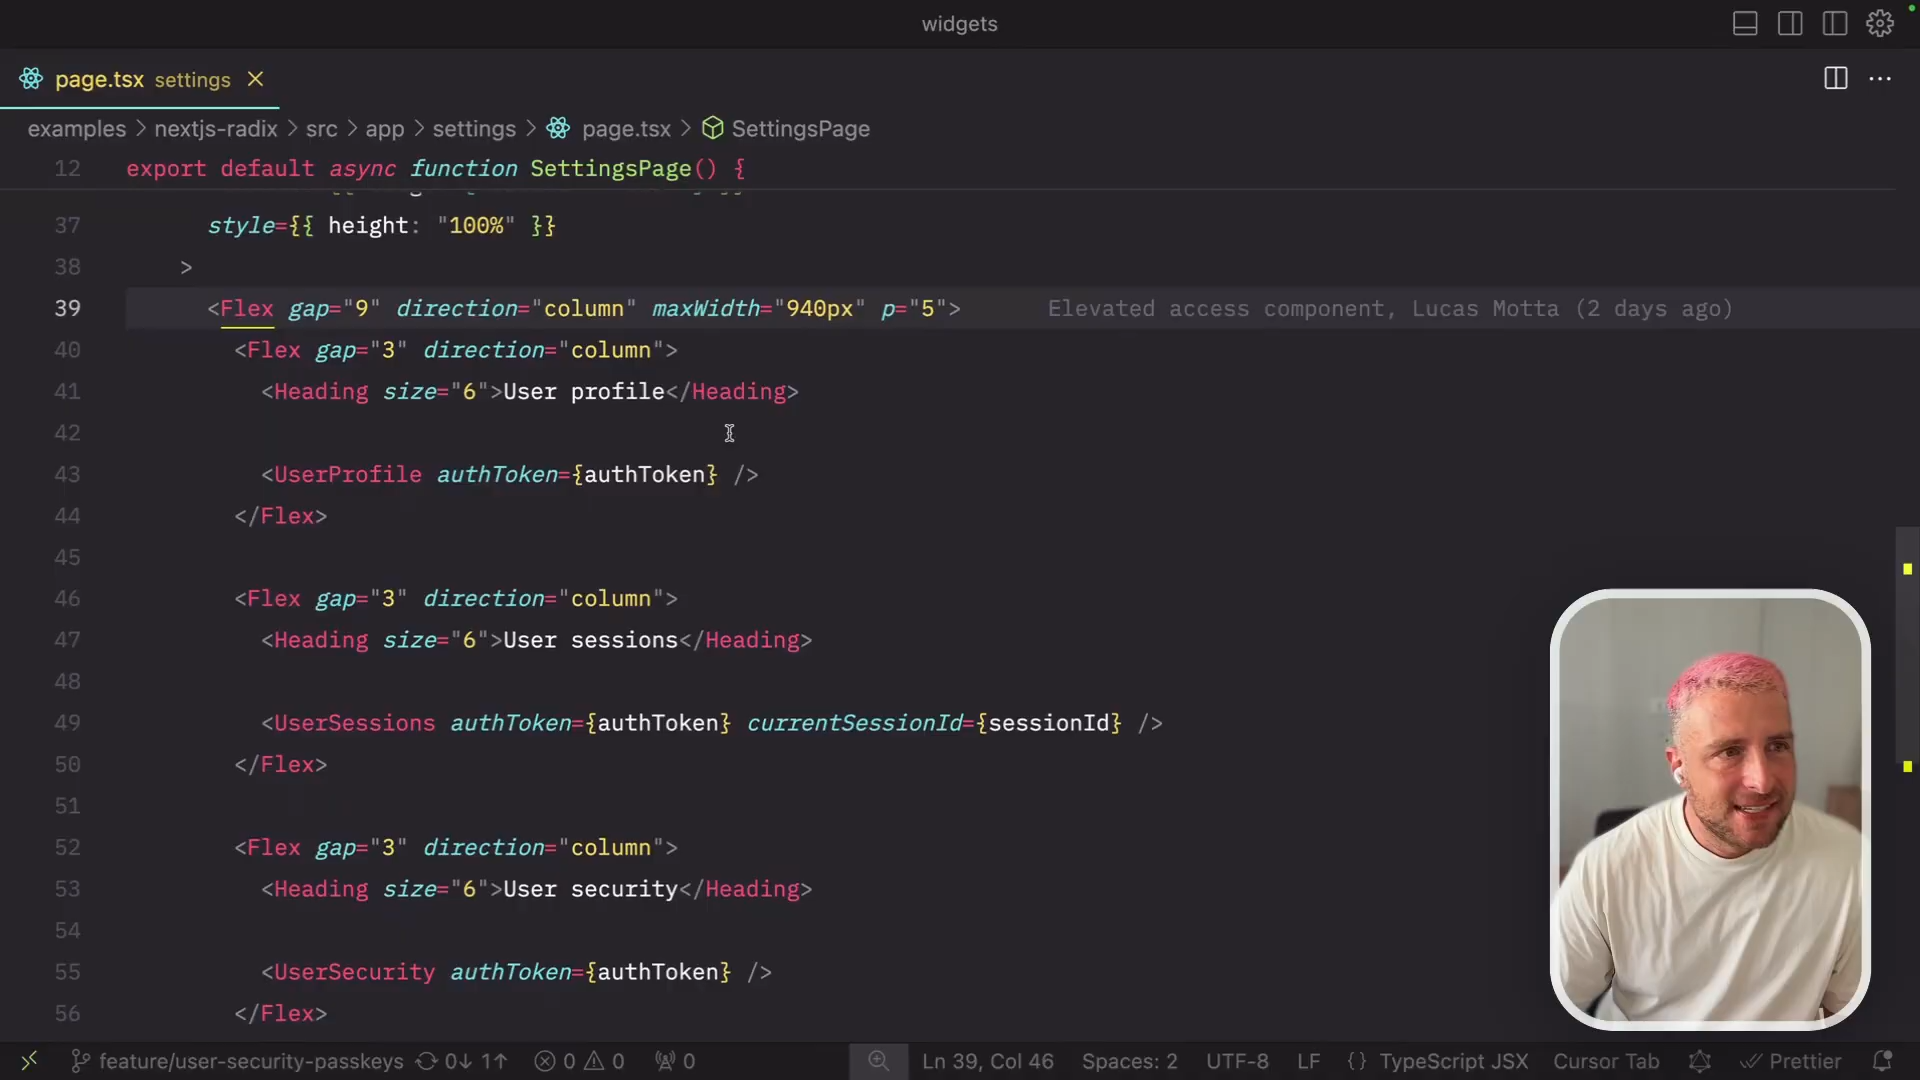 widgets
page.tsx settings
examples > nextjs-radix > src > app > settings > page.tsx > SettingsPage
12 export default async function SettingsPage() {
37 style={{ height: "100%" }}
38 >
39 <Flex gap="9" direction="column" maxWidth="940px" p="5"> Elevated access component, Lucas Motta (2 days ago)
40 <Flex gap="3" direction="column">
41 <Heading size="6">User profile</Heading>
42
43 <UserProfile authToken={authToken} />
44 </Flex>
45
46 <Flex gap="3" direction="column">
47 <Heading size="6">User sessions</Heading>
48
49 <UserSessions authToken={authToken} currentSessionId={sessionId} />
50 </Flex>
51
52 <Flex gap="3" direction="column">
53 <Heading size="6">User security</Heading>
54
55 <UserSecurity authToken={authToken} />
56 </Flex>
feature/user-security-passkeys 0↓ 1↑ 0 0 0 Ln 39, Col 46 Spaces: 2 UTF-8 LF {} TypeScript JSX Cursor Tab Prettier